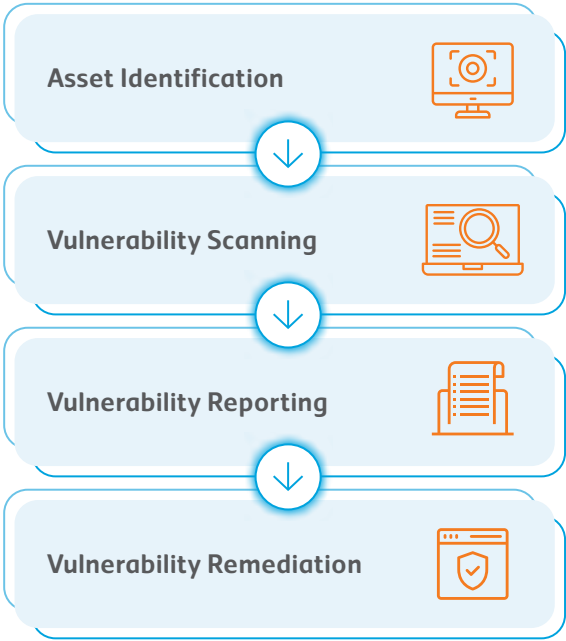 Asset Identification
Vulnerability Scanning
Vulnerability Reporting
Vulnerability Remediation